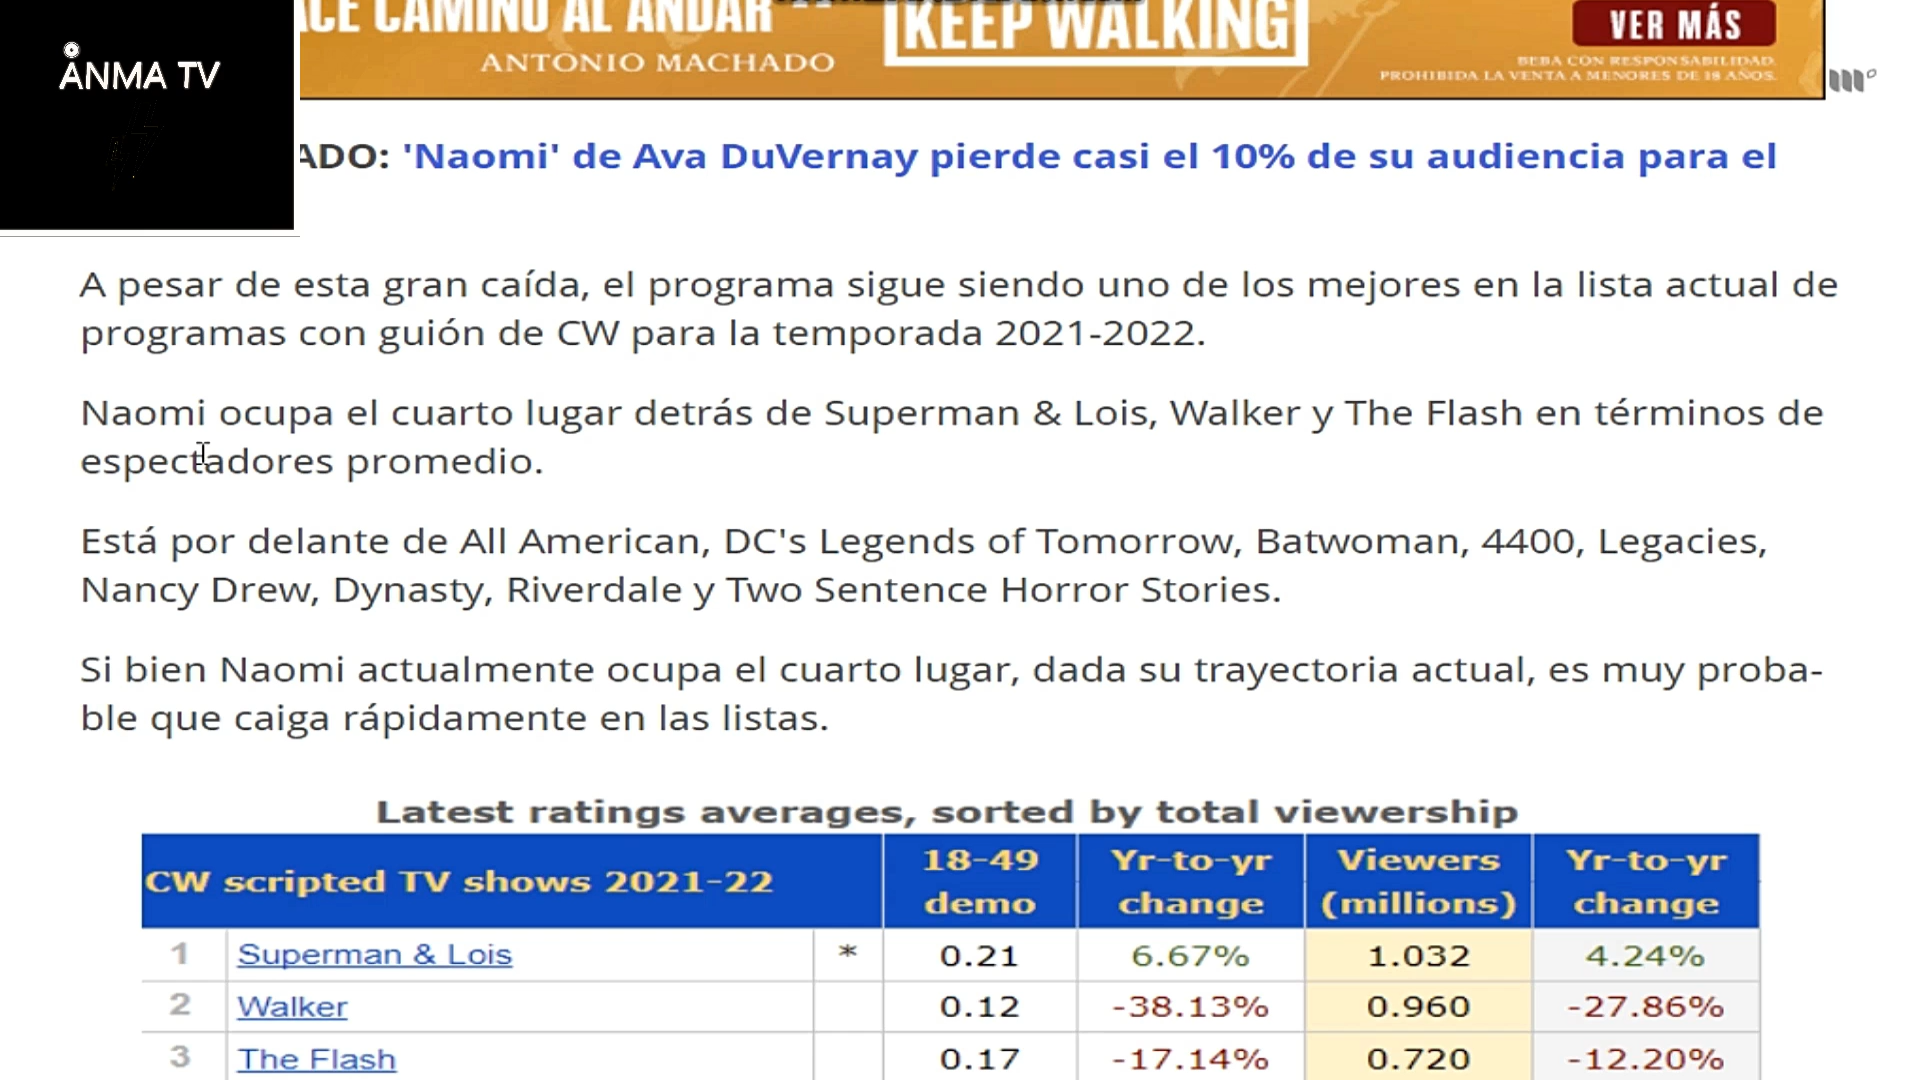 CE CAMINO AL ANDAR
KEEP WALKING
VER MÁS
ANTONIO MACHADO
BEBA CON RESPONSABILIDAD.
PROHIBIDA LA VENTA A MENORES DE 18 AÑOS.
ANMA TV
ADO: 'Naomi' de Ava DuVernay pierde casi el 10% de su audiencia para el
A pesar de esta gran caída, el programa sigue siendo uno de los mejores en la lista actual de
programas con guión de CW para la temporada 2021-2022.
Naomi ocupa el cuarto lugar detrás de Superman & Lois, Walker y The Flash en términos de
espectadores promedio.
Está por delante de All American, DC's Legends of Tomorrow, Batwoman, 4400, Legacies,
Nancy Drew, Dynasty, Riverdale y Two Sentence Horror Stories.
Si bien Naomi actualmente ocupa el cuarto lugar, dada su trayectoria actual, es muy proba-
ble que caiga rápidamente en las listas.
Latest ratings averages, sorted by total viewership
CW scripted TV shows 2021-22 18-49 demo Yr-to-yr change Viewers (millions) Yr-to-yr change
1 Superman & Lois * 0.21 6.67% 1.032 4.24%
2 Walker 0.12 -38.13% 0.960 -27.86%
3 The Flash 0.17 -17.14% 0.720 -12.20%